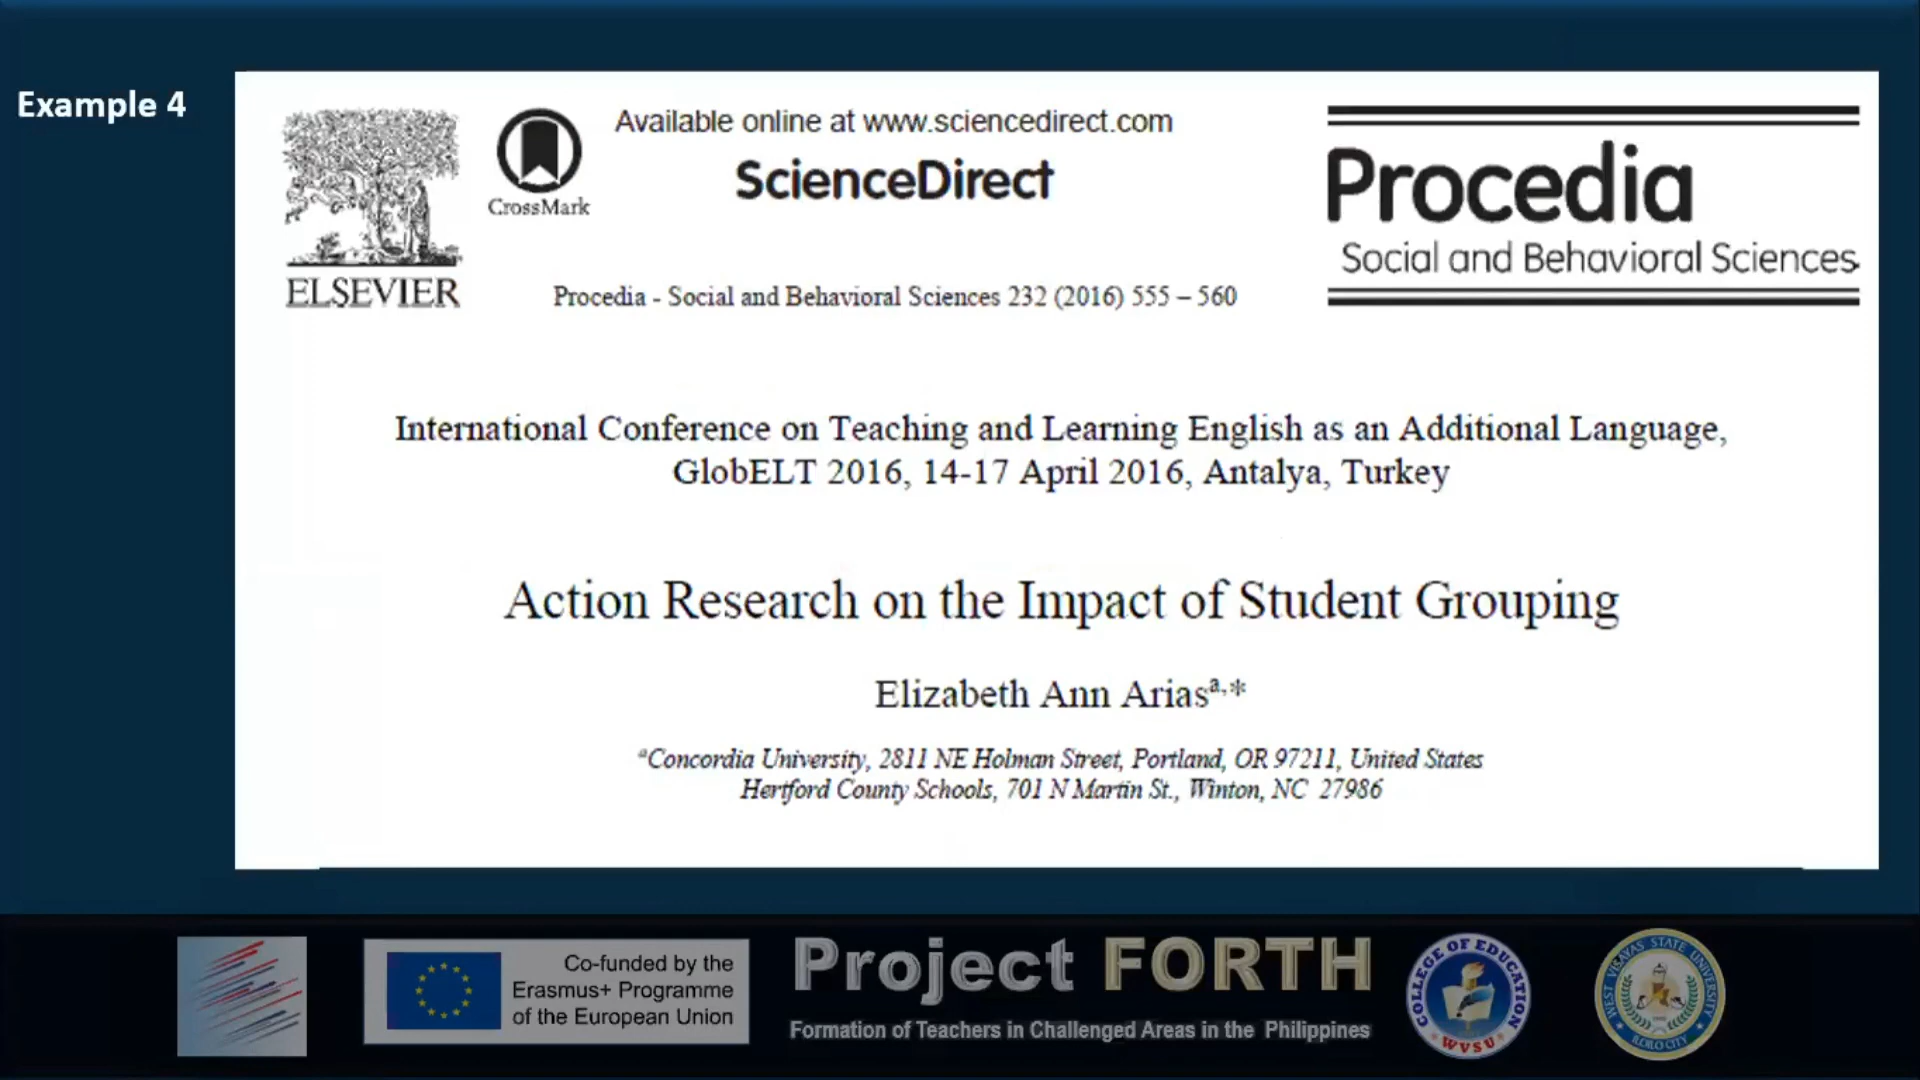 Example 4
ELSEVIER
CrossMark
Available online at www.sciencedirect.com
ScienceDirect
Procedia - Social and Behavioral Sciences 232 (2016) 555 – 560
Procedia
Social and Behavioral Sciences
International Conference on Teaching and Learning English as an Additional Language,
GlobELT 2016, 14-17 April 2016, Antalya, Turkey
Action Research on the Impact of Student Grouping
Elizabeth Ann Ariasᵃ,*
ᵃConcordia University, 2811 NE Holman Street, Portland, OR 97211, United States
Hertford County Schools, 701 N Martin St., Winton, NC 27986
Co-funded by the
Erasmus+ Programme
of the European Union
Project FORTH
Formation of Teachers in Challenged Areas in the Philippines
COLLEGE OF EDUCATION
WVSU
WEST VISAYAS STATE UNIVERSITY
ILOILO CITY